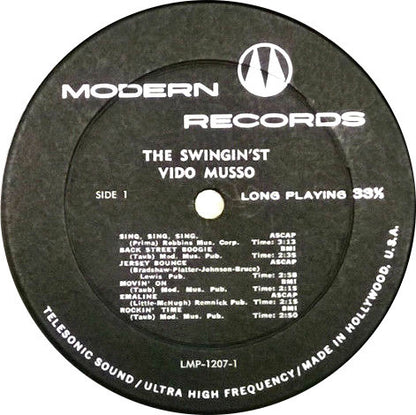 MODERN
RECORDS
THE SWINGIN'ST
VIDO MUSSO
SIDE 1
LONG PLAYING 33⅓
SING, SING, SING. ASCAP
(Prima) Robbins Mus. Corp. Time: 3:13
BACK STREET BOOGIE BMI
(Taub) Mod. Mus. Pub. Time: 2:35
JERSEY BOUNCE ASCAP
(Bradshaw-Platter-Johnson-Bruce)
Lewis Pub. Time: 2:58
MOVIN' ON BMI
(Taub) Mod. Mus. Pub. Time: 2:15
EMALINE ASCAP
(Little-McHugh) Remnick Pub. Time: 2:15
ROCKIN' TIME BMI
(Taub) Mod. Mus. Pub. Time: 2:50
LMP-1207-1
TELESONIC SOUND / ULTRA HIGH FREQUENCY / MADE IN HOLLYWOOD, U.S.A.